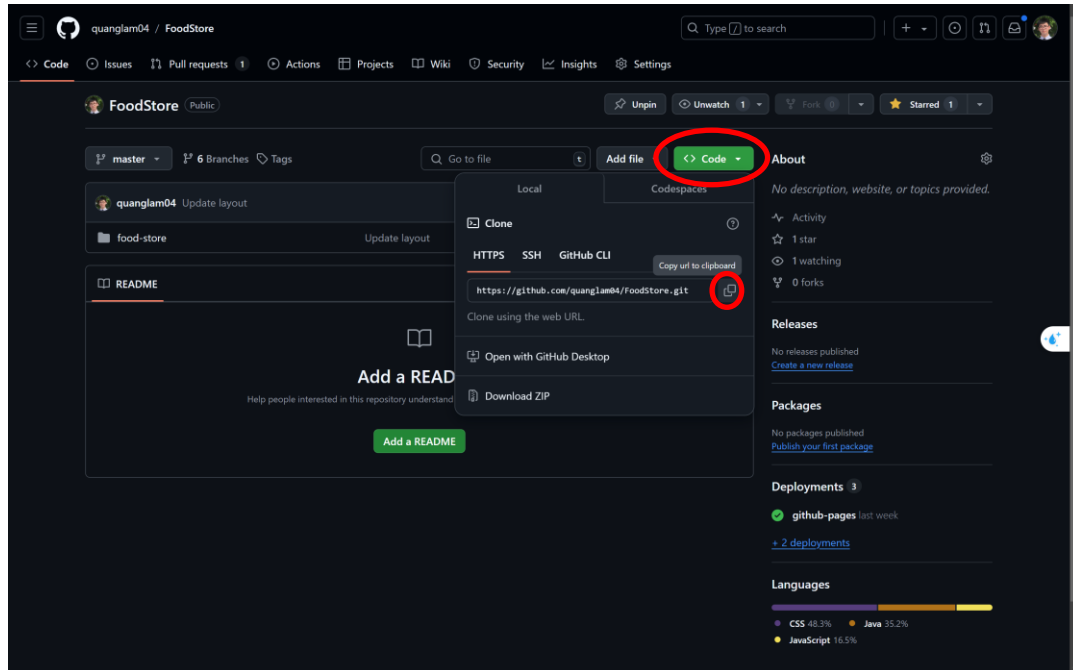 quanglam04 / FoodStore
Type / to search
Code Issues Pull requests 1 Actions Projects Wiki Security Insights Settings
FoodStore Public
Unpin Unwatch 1 Fork 0 Starred 1
master 6 Branches Tags
Go to file t Add file Code
quanglam04 Update layout
food-store Update layout
README
Add a READ
Help people interested in this repository understand
Add a README
Local Codespaces
Clone
HTTPS SSH GitHub CLI
Copy url to clipboard
https://github.com/quanglam04/FoodStore.git
Clone using the web URL.
Open with GitHub Desktop
Download ZIP
About
No description, website, or topics provided.
Activity
1 star
1 watching
0 forks
Releases
No releases published
Create a new release
Packages
No packages published
Publish your first package
Deployments 3
github-pages last week
+ 2 deployments
Languages
CSS 48.3% Java 35.2%
JavaScript 16.5%